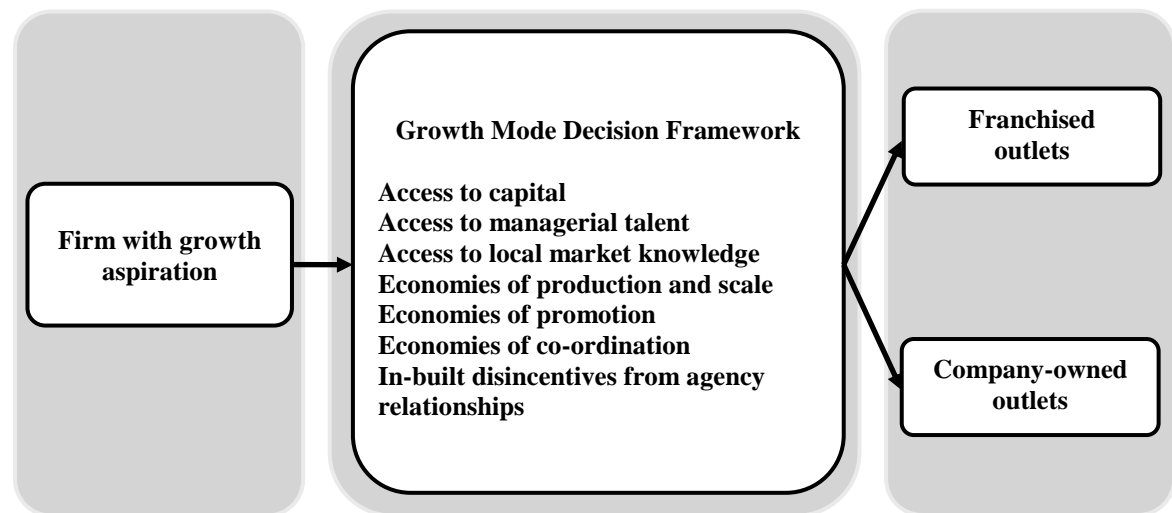 Firm with growth
aspiration
Growth Mode Decision Framework
Access to capital
Access to managerial talent
Access to local market knowledge
Economies of production and scale
Economies of promotion
Economies of co-ordination
In-built disincentives from agency
relationships
Franchised
outlets
Company-owned
outlets